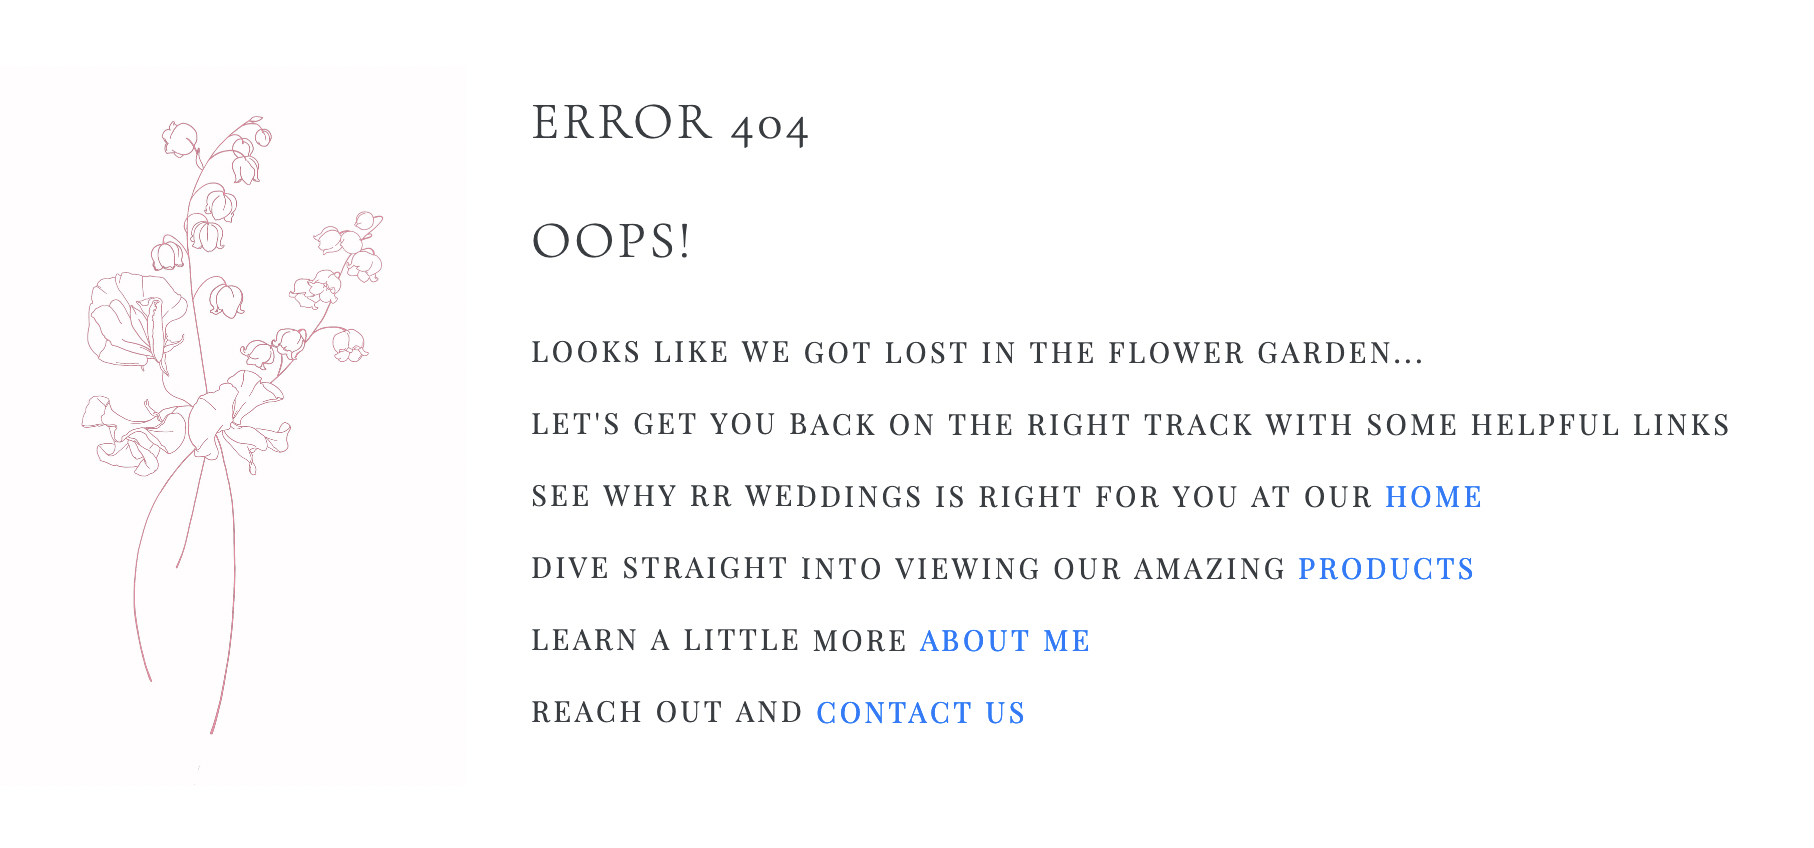 ERROR 404
OOPS!
LOOKS LIKE WE GOT LOST IN THE FLOWER GARDEN...
LET'S GET YOU BACK ON THE RIGHT TRACK WITH SOME HELPFUL LINKS
SEE WHY RR WEDDINGS IS RIGHT FOR YOU AT OUR HOME
DIVE STRAIGHT INTO VIEWING OUR AMAZING PRODUCTS
LEARN A LITTLE MORE ABOUT ME
REACH OUT AND CONTACT US